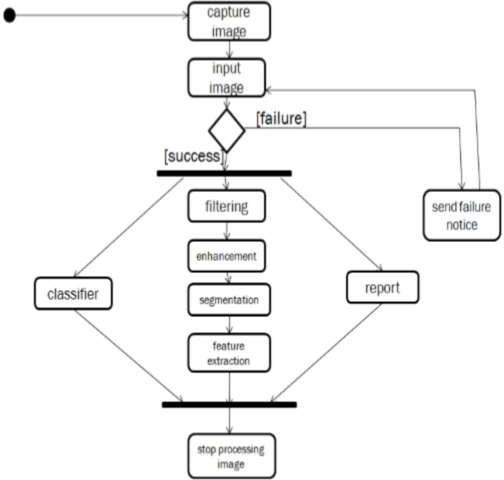 capture
image
input
image
[failure]
[success]
send failure
notice
filtering
enhancement
classifier
segmentation
report
feature
extraction
stop processing
image